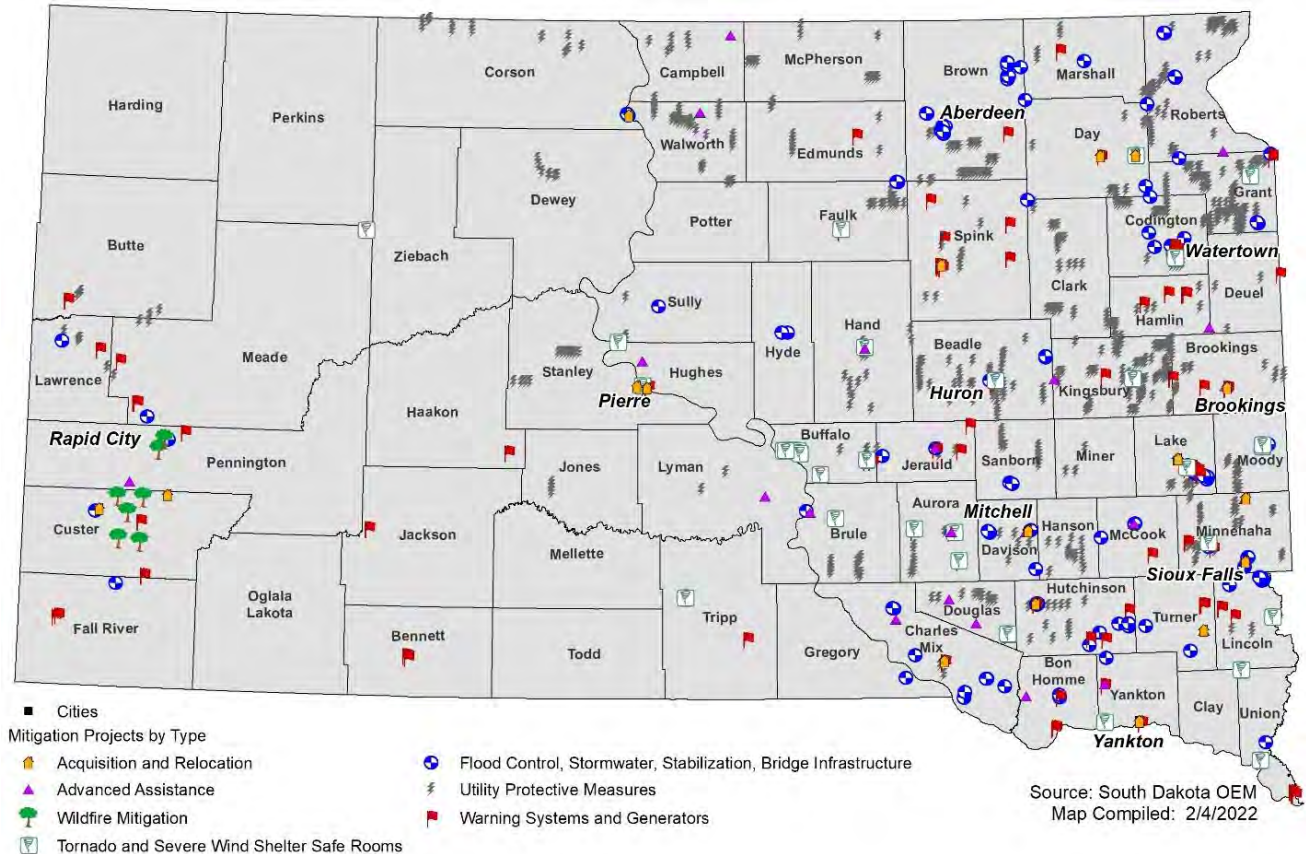 Corson
Campbell
McPherson
Brown
Marshall
Harding
Perkins
Aberdeen
Roberts
Walworth
Edmunds
Day
Dewey
Grant
Potter
Faulk
Codington
Butte
Ziebach
Spink
Watertown
Clark
Deuel
Sully
Hamlin
Hand
Hyde
Beadle
Brookings
Meade
Stanley
Hughes
Lawrence
Kingsbury
Pierre
Huron
Brookings
Haakon
Rapid City
Buffalo
Lake
Pennington
Jerauld
Sanborn
Miner
Moody
Jones
Lyman
Aurora
Mitchell
Hanson
McCook
Minnehaha
Custer
Jackson
Brule
Davison
Mellette
Sioux Falls
Oglala
Lakota
Hutchinson
Fall River
Tripp
Douglas
Turner
Bennett
Charles
Mix
Lincoln
Todd
Gregory
Bon
Homme
Yankton
Clay
Union
Yankton
Cities
Mitigation Projects by Type
Acquisition and Relocation
Advanced Assistance
Wildfire Mitigation
Tornado and Severe Wind Shelter Safe Rooms
Flood Control, Stormwater, Stabilization, Bridge Infrastructure
Utility Protective Measures
Warning Systems and Generators
Source: South Dakota OEM
Map Compiled: 2/4/2022